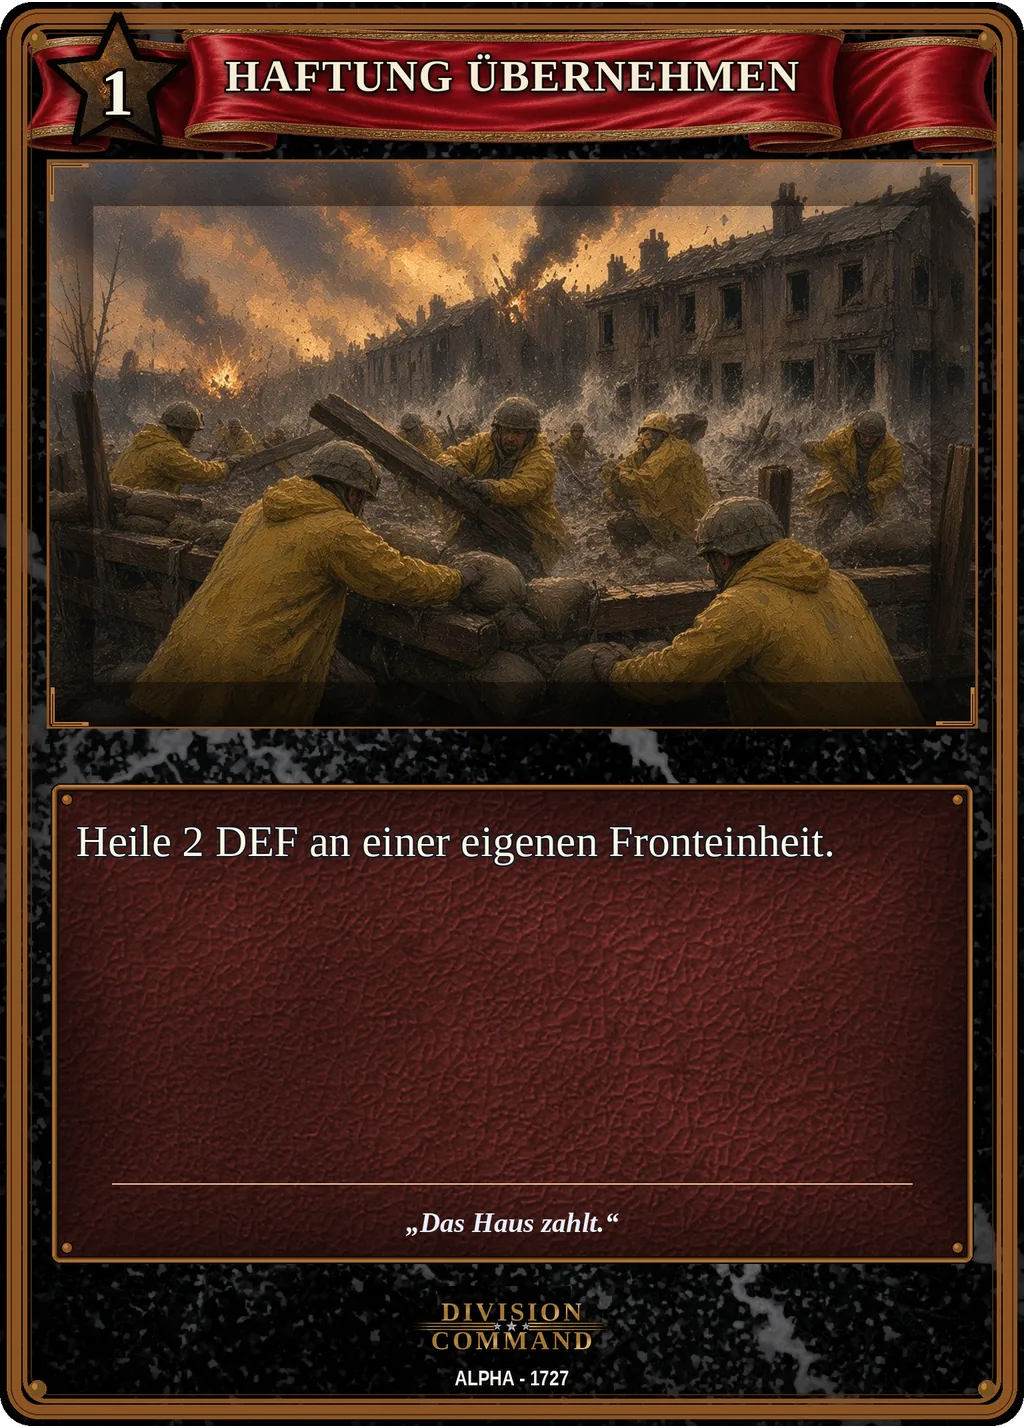 1
HAFTUNG ÜBERNEHMEN
Heile 2 DEF an einer eigenen Fronteinheit.
„Das Haus zahlt.“
DIVISION
COMMAND
ALPHA - 1727